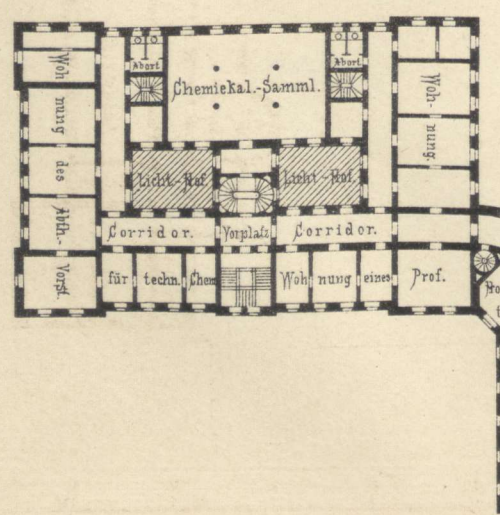 Abort
Abort
Chemiekal.-Samml.
Woh
nung
des
Abth.-
Vorst.
Woh-
nung.
Licht.-Hof.
Licht.-Hof.
Corridor.
Vorplatz
Corridor.
für
techn.
Chem
Woh
nung
eines
Prof.